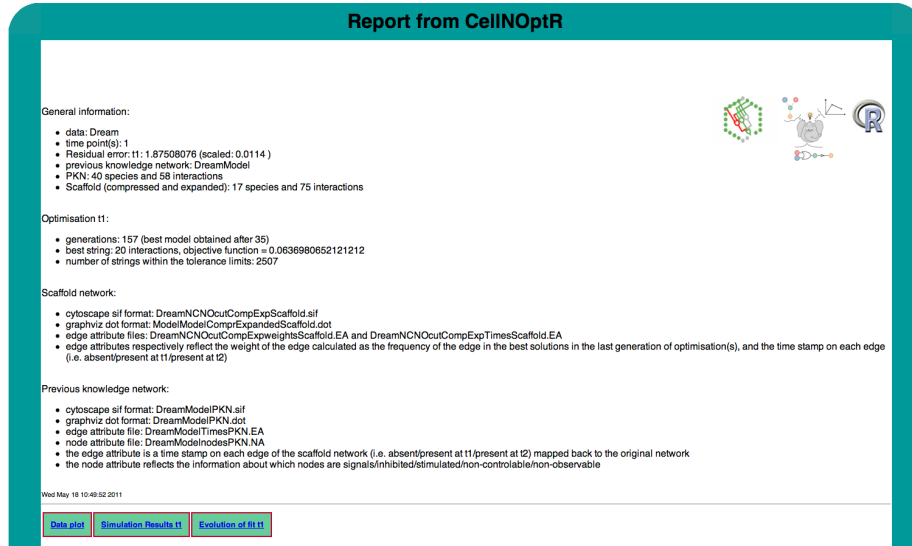 Report from CellNOptR
General information:
• data: Dream
• time point(s): 1
• Residual error: t1: 1.87508076 (scaled: 0.0114 )
• previous knowledge network: DreamModel
• PKN: 40 species and 58 interactions
• Scaffold (compressed and expanded): 17 species and 75 interactions
Optimisation t1:
• generations: 157 (best model obtained after 35)
• best string: 20 interactions, objective function = 0.0636980652121212
• number of strings within the tolerance limits: 2507
Scaffold network:
• cytoscape sif format: DreamNCNOcutCompExpScaffold.sif
• graphviz dot format: ModelModelComprExpandedScaffold.dot
• edge attribute files: DreamNCNOcutCompExpweightsScaffold.EA and DreamNCNOcutCompExpTimesScaffold.EA
• edge attributes respectively reflect the weight of the edge calculated as the frequency of the edge in the best solutions in the last generation of optimisation(s), and the time stamp on each edge
(i.e. absent/present at t1/present at t2)
Previous knowledge network:
• cytoscape sif format: DreamModelPKN.sif
• graphviz dot format: DreamModelPKN.dot
• edge attribute file: DreamModelTimesPKN.EA
• node attribute file: DreamModelnodesPKN.NA
• the edge attribute is a time stamp on each edge of the scaffold network (i.e. absent/present at t1/present at t2) mapped back to the original network
• the node attribute reflects the information about which nodes are signals/inhibited/stimulated/non-controlable/non-observable
Wed May 18 10:49:52 2011
Data plot Simulation Results t1 Evolution of fit t1
R